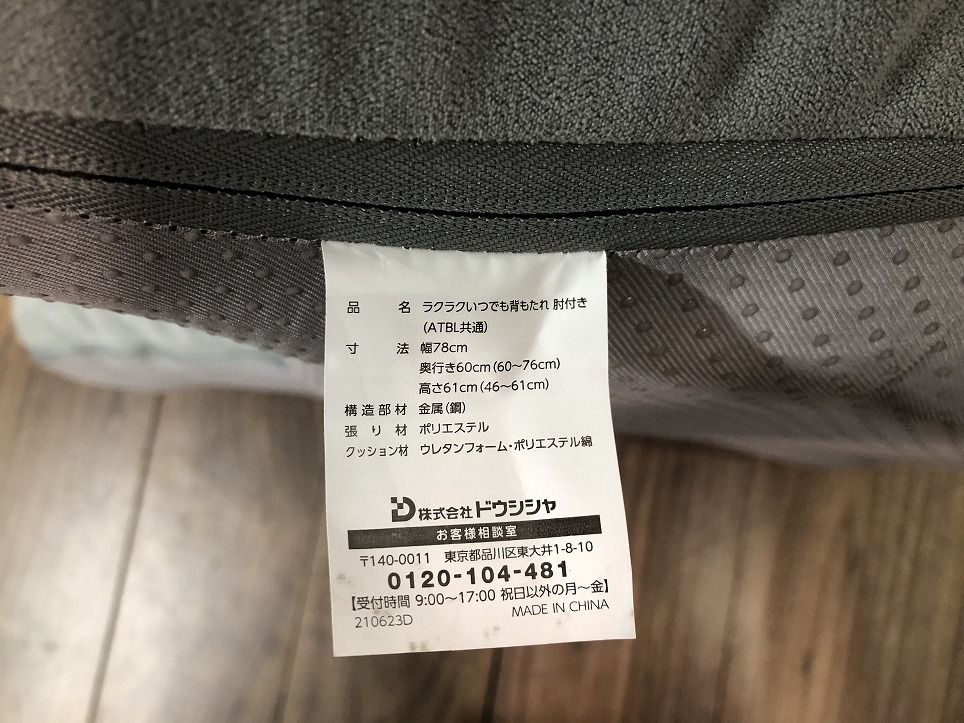 品 名 ラクラクいつでも背もたれ 肘付き
(ATBL共通)
寸 法 幅78cm
奥行き60cm(60〜76cm)
高さ61cm(46〜61cm)
構造部材 金属(鋼)
張り材 ポリエステル
クッション材 ウレタンフォーム・ポリエステル綿
株式会社ドウシシャ
お客様相談室
〒140-0011 東京都品川区東大井1-8-10
0120-104-481
【受付時間 9:00〜17:00 祝日以外の月〜金】
210623D MADE IN CHINA